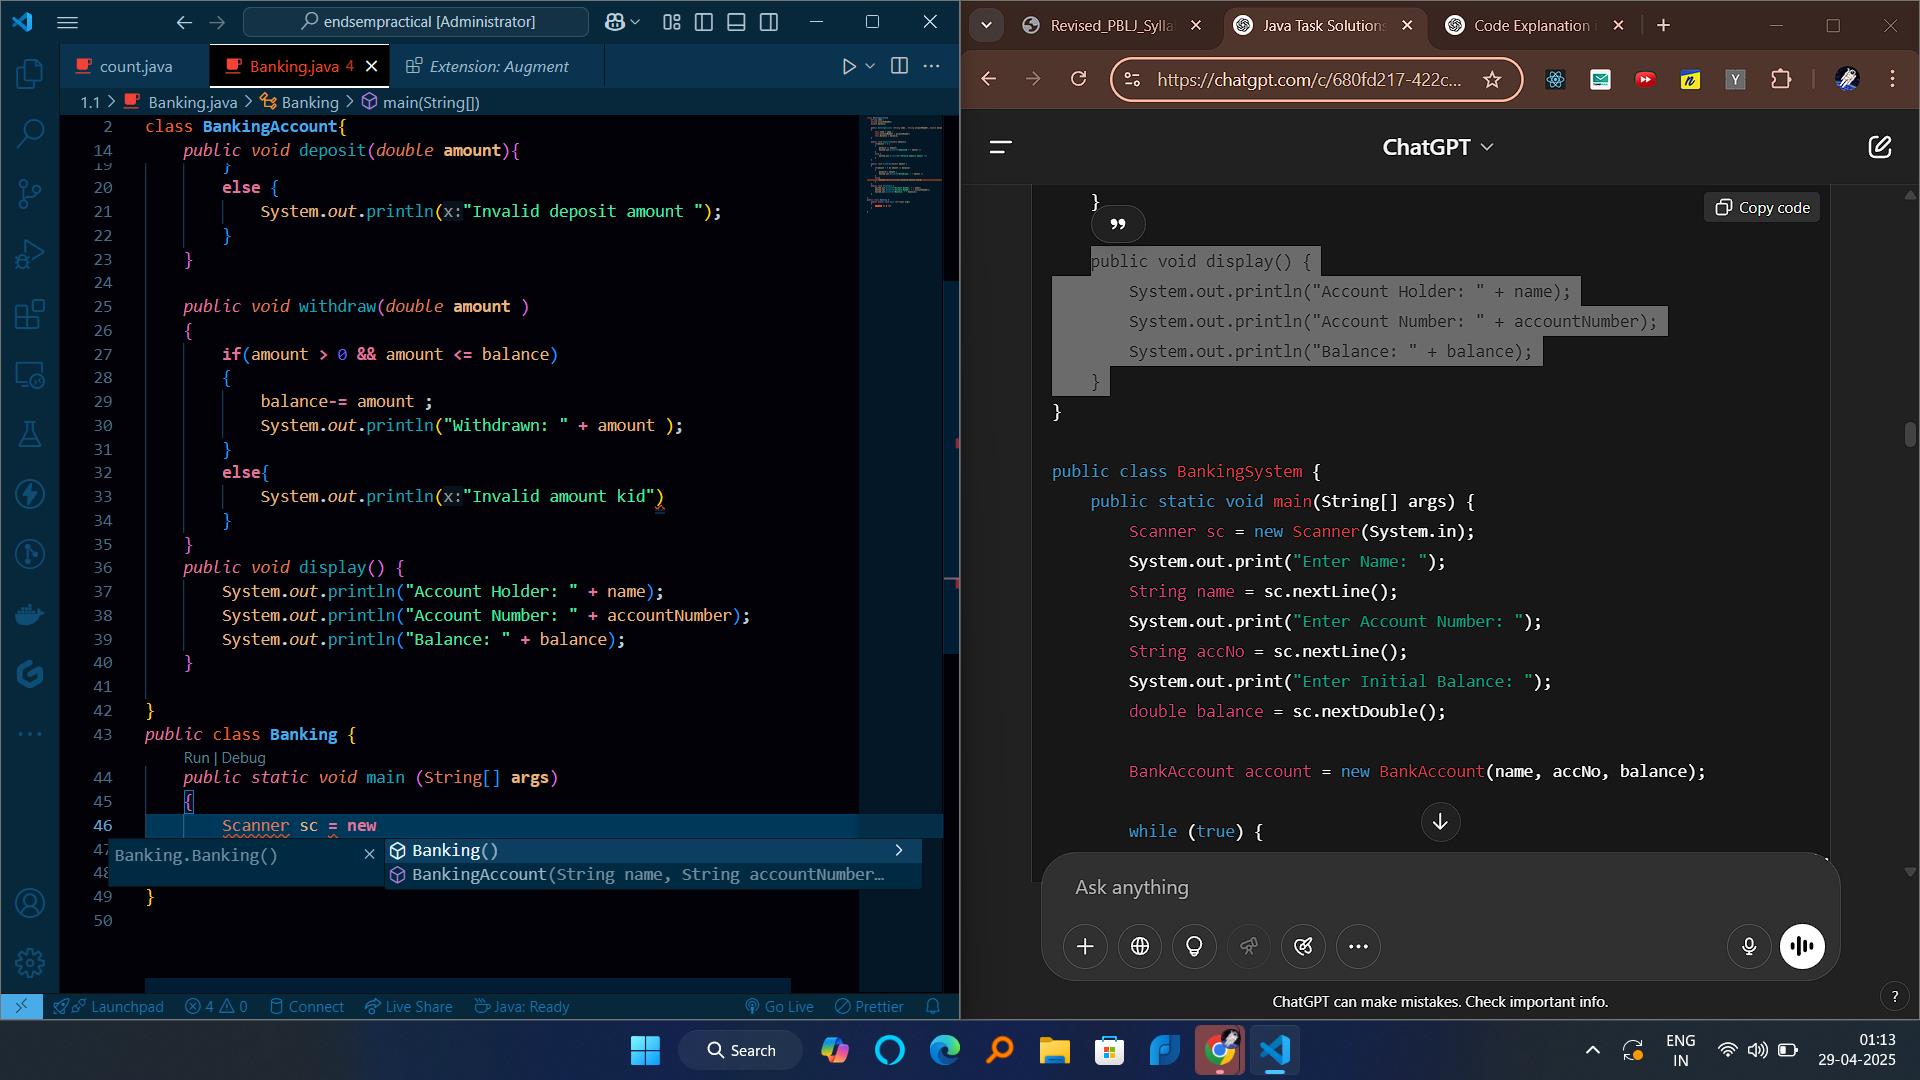 endsempractical [Administrator]
count.java
Banking.java 4
Extension: Augment
1.1 > Banking.java > Banking > main(String[])
2 class BankingAccount{
14 public void deposit(double amount){
19 }
20 else {
21 System.out.println(x:"Invalid deposit amount ");
22 }
23 }
24
25 public void withdraw(double amount )
26 {
27 if(amount > 0 && amount <= balance)
28 {
29 balance-= amount ;
30 System.out.println("Withdrawn: " + amount );
31 }
32 else{
33 System.out.println(x:"Invalid amount kid")
34 }
35 }
36 public void display() {
37 System.out.println("Account Holder: " + name);
38 System.out.println("Account Number: " + accountNumber);
39 System.out.println("Balance: " + balance);
40 }
41
42 }
43 public class Banking {
Run | Debug
44 public static void main (String[] args)
45 {
46 Scanner sc = new
47
Banking.Banking()
Banking()
BankingAccount(String name, String accountNumber...
48
49 }
50
Launchpad
4 0
Connect
Live Share
Java: Ready
Go Live
Prettier
Revised_PBLJ_Sylla
Java Task Solutions
Code Explanation
https://chatgpt.com/c/680fd217-422c...
ChatGPT
Copy code
}
public void display() {
System.out.println("Account Holder: " + name);
System.out.println("Account Number: " + accountNumber);
System.out.println("Balance: " + balance);
}
}
public class BankingSystem {
public static void main(String[] args) {
Scanner sc = new Scanner(System.in);
System.out.print("Enter Name: ");
String name = sc.nextLine();
System.out.print("Enter Account Number: ");
String accNo = sc.nextLine();
System.out.print("Enter Initial Balance: ");
double balance = sc.nextDouble();
BankAccount account = new BankAccount(name, accNo, balance);
while (true) {
Ask anything
ChatGPT can make mistakes. Check important info.
?
Search
ENG
IN
01:13
29-04-2025